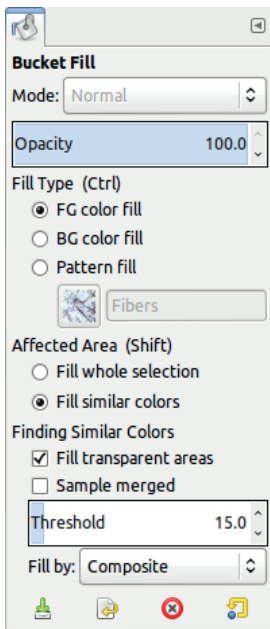 Bucket Fill
Mode: Normal
Opacity 100.0
Fill Type (Ctrl)
FG color fill
BG color fill
Pattern fill
Fibers
Affected Area (Shift)
Fill whole selection
Fill similar colors
Finding Similar Colors
Fill transparent areas
Sample merged
Threshold 15.0
Fill by: Composite